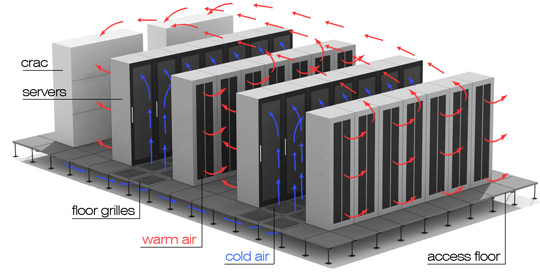 crac
servers
floor grilles
warm air
cold air
access floor